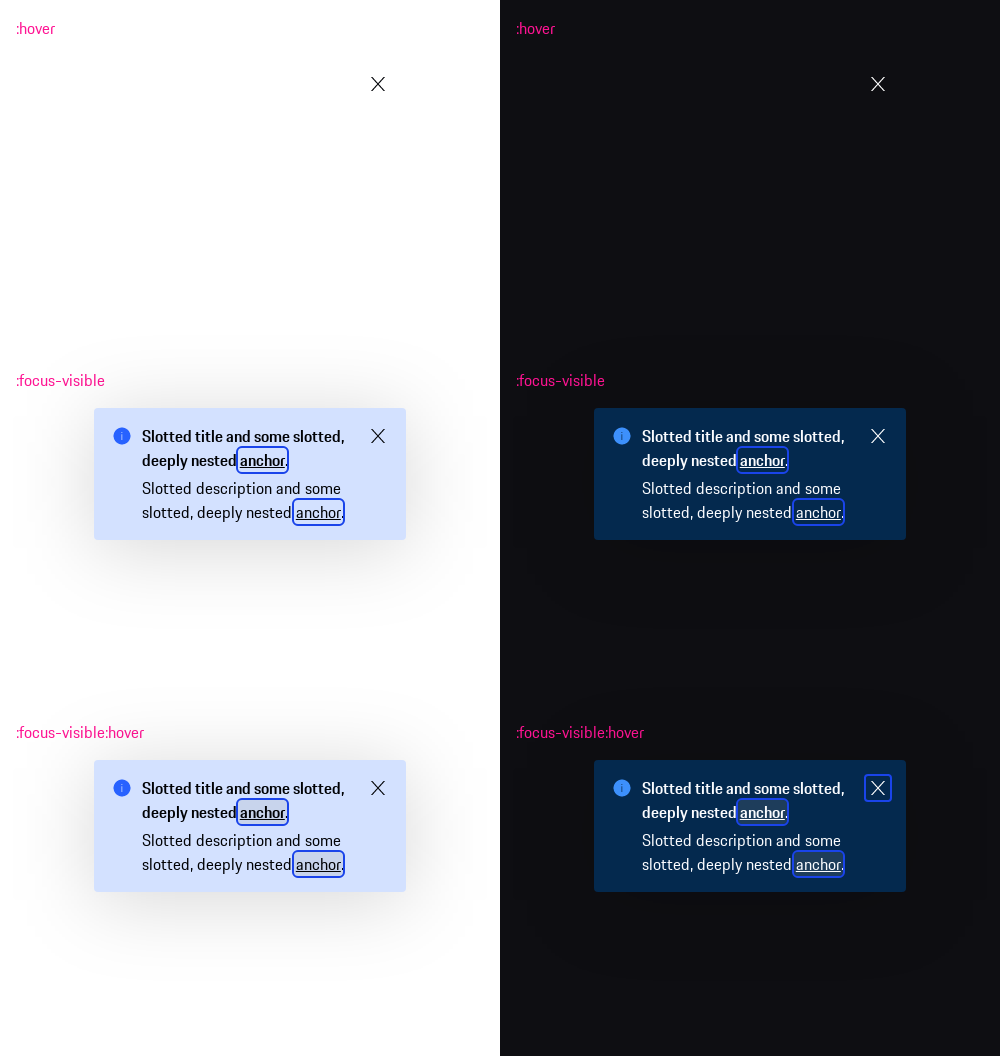 :hover
:hover
:focus-visible
Slotted title and some slotted,
deeply nested anchor.
Slotted description and some
slotted, deeply nested anchor.
:focus-visible
Slotted title and some slotted,
deeply nested anchor.
Slotted description and some
slotted, deeply nested anchor.
:focus-visible:hover
Slotted title and some slotted,
deeply nested anchor.
Slotted description and some
slotted, deeply nested anchor.
:focus-visible:hover
Slotted title and some slotted,
deeply nested anchor.
Slotted description and some
slotted, deeply nested anchor.